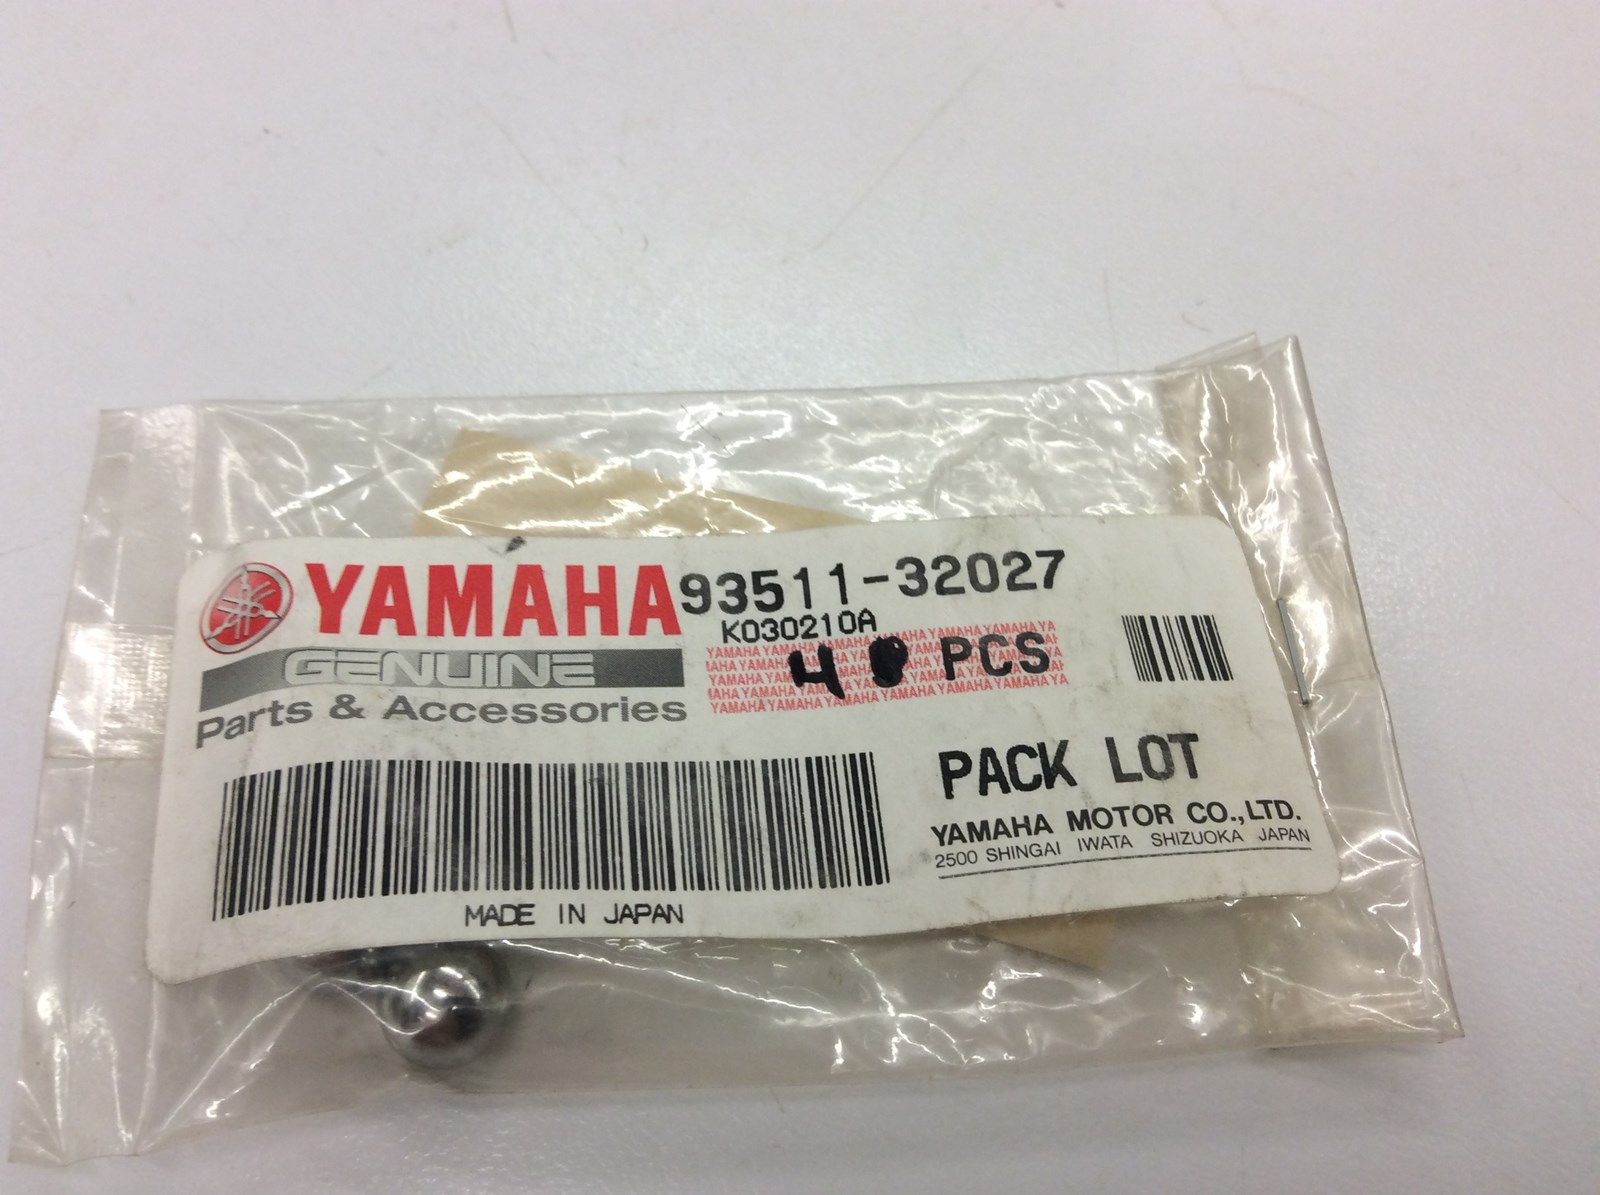 YAMAHA 93511-32027
K030210A
GENUINE
4 PCS
Parts & Accessories
PACK LOT
YAMAHA MOTOR CO.,LTD.
2500 SHINGAI IWATA SHIZUOKA JAPAN
MADE IN JAPAN